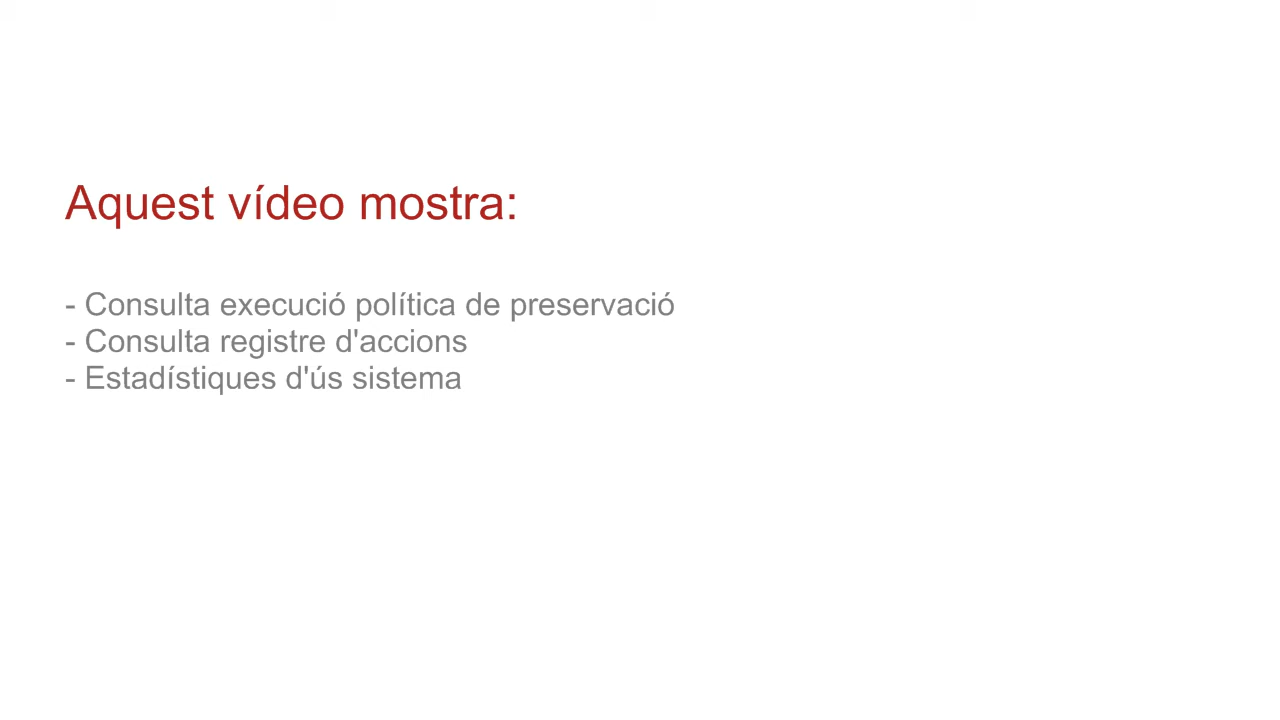 Aquest vídeo mostra:
- Consulta execució política de preservació
- Consulta registre d'accions
- Estadístiques d'ús sistema